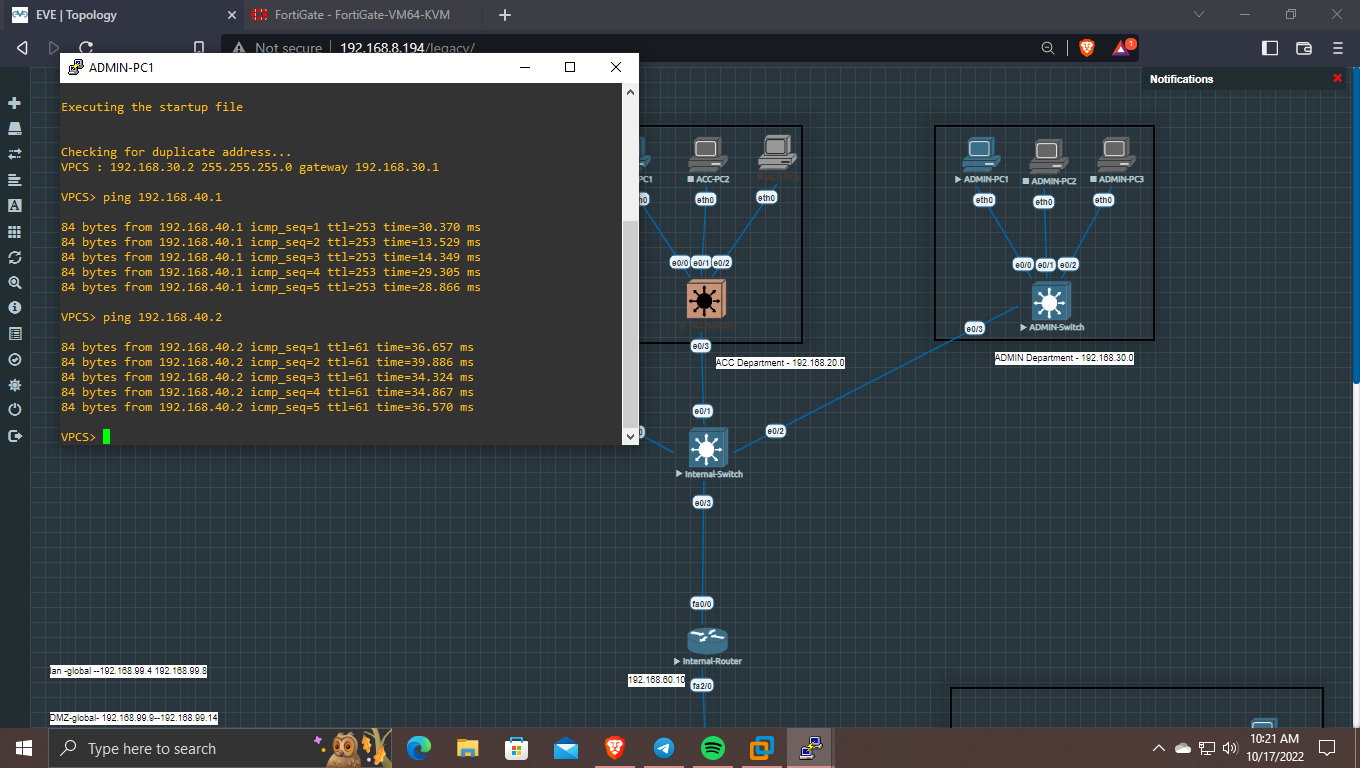 EVE | Topology
FortiGate - FortiGate-VM64-KVM
Not secure
192.168.8.194/legacy/
1
ADMIN-PC1
Notifications
Executing the startup file
Checking for duplicate address...
VPCS : 192.168.30.2 255.255.255.0 gateway 192.168.30.1
VPCS> ping 192.168.40.1
84 bytes from 192.168.40.1 icmp_seq=1 ttl=253 time=30.370 ms
84 bytes from 192.168.40.1 icmp_seq=2 ttl=253 time=13.529 ms
84 bytes from 192.168.40.1 icmp_seq=3 ttl=253 time=14.349 ms
84 bytes from 192.168.40.1 icmp_seq=4 ttl=253 time=29.305 ms
84 bytes from 192.168.40.1 icmp_seq=5 ttl=253 time=28.866 ms
VPCS> ping 192.168.40.2
84 bytes from 192.168.40.2 icmp_seq=1 ttl=61 time=36.657 ms
84 bytes from 192.168.40.2 icmp_seq=2 ttl=61 time=39.886 ms
84 bytes from 192.168.40.2 icmp_seq=3 ttl=61 time=34.324 ms
84 bytes from 192.168.40.2 icmp_seq=4 ttl=61 time=34.867 ms
84 bytes from 192.168.40.2 icmp_seq=5 ttl=61 time=36.570 ms
VPCS>
PC1
ACC-PC2
h0
eth0
eth0
e0/0
e0/1
e0/2
e0/3
ACC Department - 192.168.20.0
ADMIN-PC1
ADMIN-PC2
ADMIN-PC3
eth0
eth0
eth0
e0/0
e0/1
e0/2
ADMIN-Switch
e0/3
ADMIN Department - 192.168.30.0
e0/1
0
e0/2
Internal-Switch
e0/3
fa0/0
Internal-Router
192.168.60.10
fa2/0
lan -global --192.168.99.4 192.168.99.8
DMZ-global- 192.168.99.9--192.168.99.14
Type here to search
10:21 AM
10/17/2022